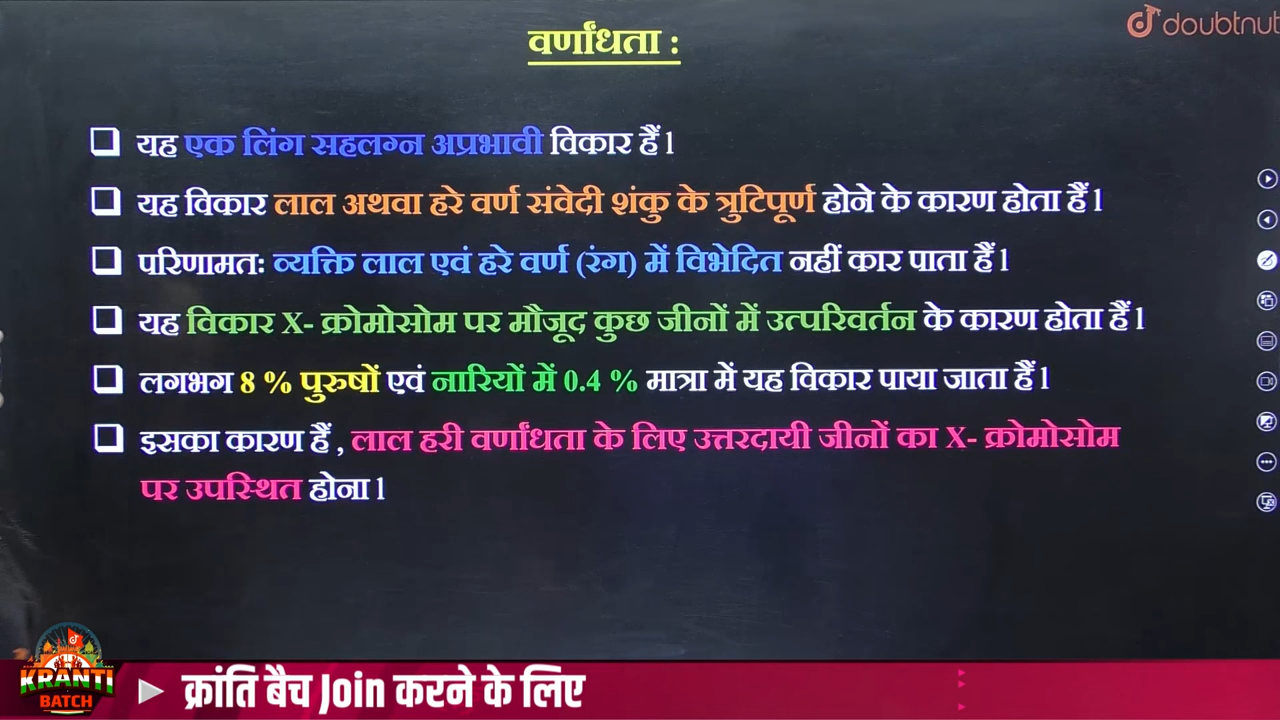 वर्णांधता :
doubtnut
❑ यह एक लिंग सहलग्न अप्रभावी विकार हैं l
❑ यह विकार लाल अथवा हरे वर्ण संवेदी शंकु के त्रुटिपूर्ण होने के कारण होता हैं l
❑ परिणामतः व्यक्ति लाल एवं हरे वर्ण (रंग) में विभेदित नहीं कार पाता हैं l
❑ यह विकार X- क्रोमोसोम पर मौजूद कुछ जीनों में उत्परिवर्तन के कारण होता हैं l
❑ लगभग 8 % पुरुषों एवं नारियों में 0.4 % मात्रा में यह विकार पाया जाता हैं l
❑ इसका कारण हैं , लाल हरी वर्णांधता के लिए उत्तरदायी जीनों का X- क्रोमोसोम
पर उपस्थित होना l
KRANTI
BATCH
क्रांति बैच Join करने के लिए